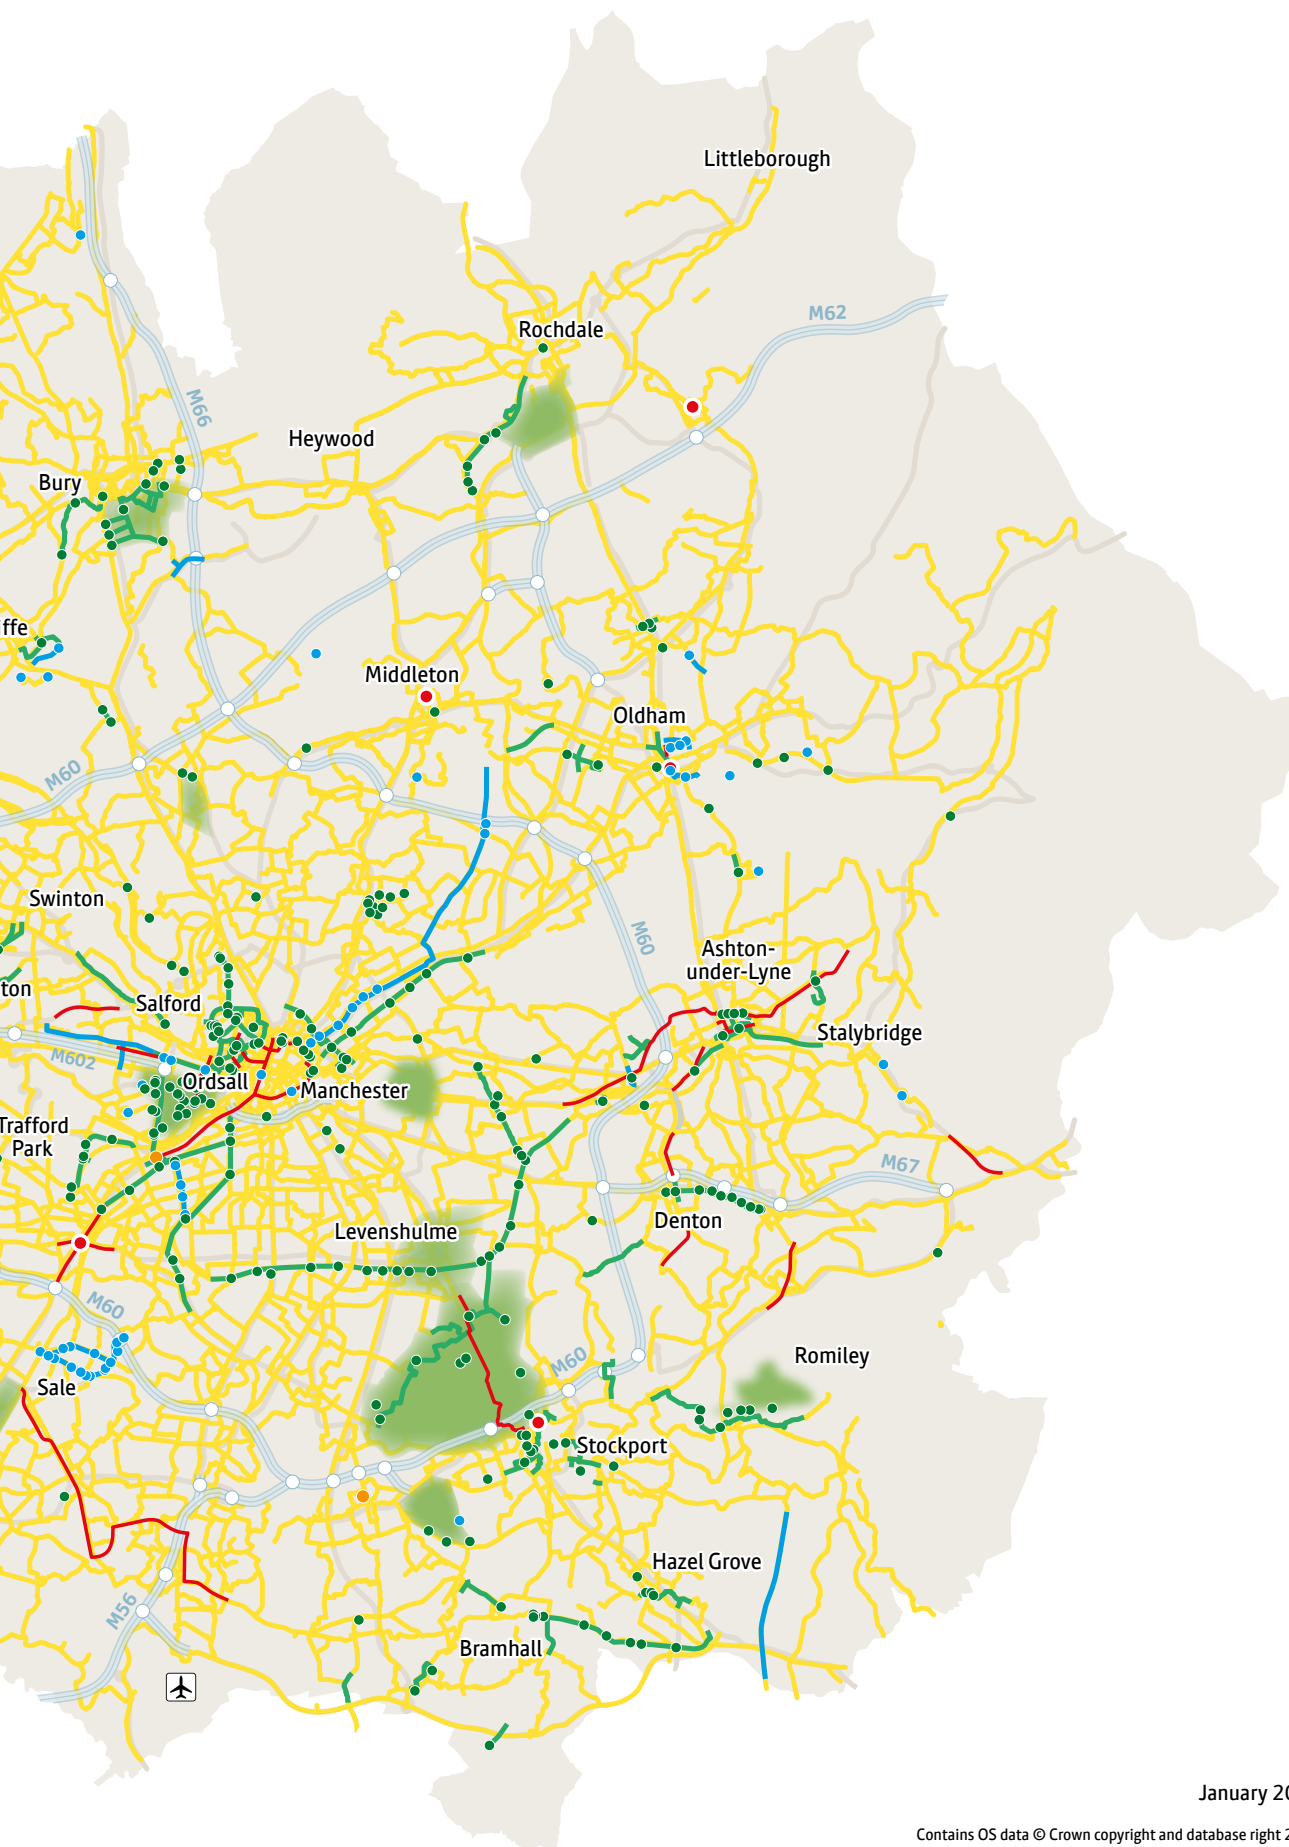 Littleborough
M62
Rochdale
M66
Heywood
Bury
iffe
Middleton
Oldham
M60
Swinton
M60
Ashton-
under-Lyne
ton
Salford
Stalybridge
M602
Ordsall
Manchester
Trafford
Park
M67
Denton
Levenshulme
M60
Romiley
M60
Sale
Stockport
Hazel Grove
M56
Bramhall
January 20
Contains OS data © Crown copyright and database right 2